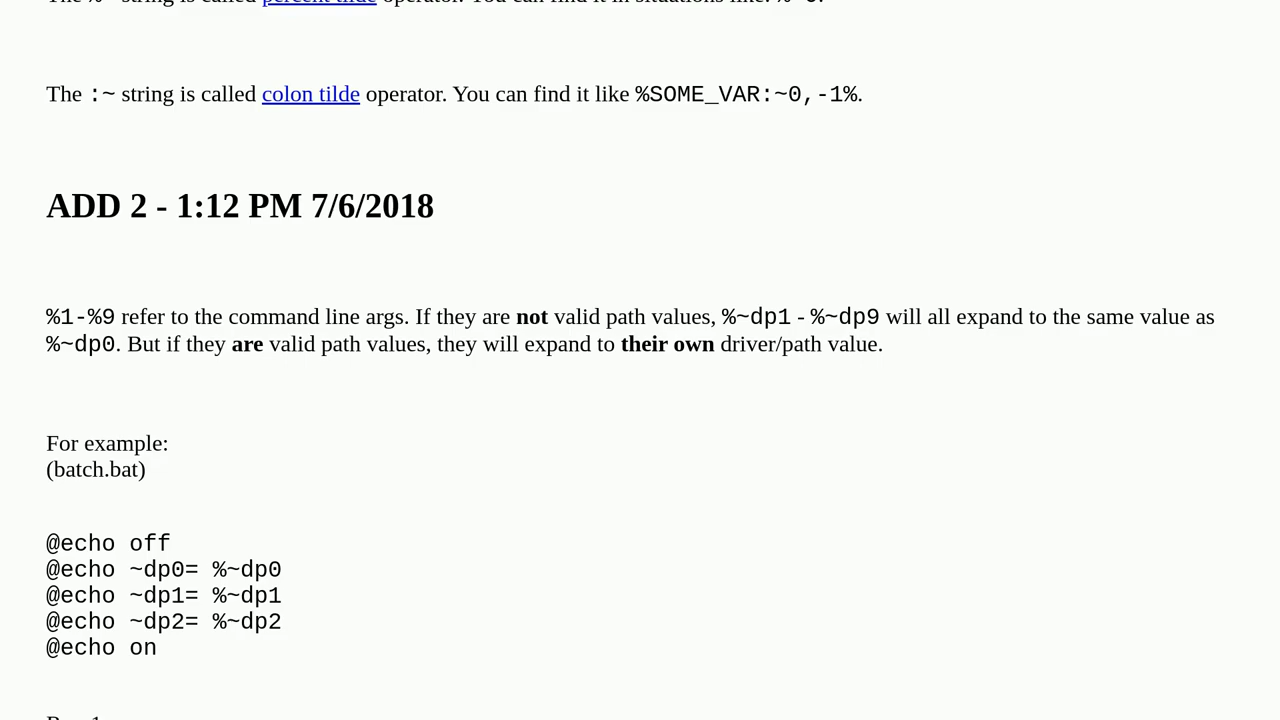 The :~ string is called colon tilde operator. You can find it like %SOME_VAR:~0,-1%.
ADD 2 - 1:12 PM 7/6/2018
%1-%9 refer to the command line args. If they are not valid path values, %~dp1 - %~dp9 will all expand to the same value as
%~dp0. But if they are valid path values, they will expand to their own driver/path value.
For example:
(batch.bat)
@echo off
@echo ~dp0= %~dp0
@echo ~dp1= %~dp1
@echo ~dp2= %~dp2
@echo on